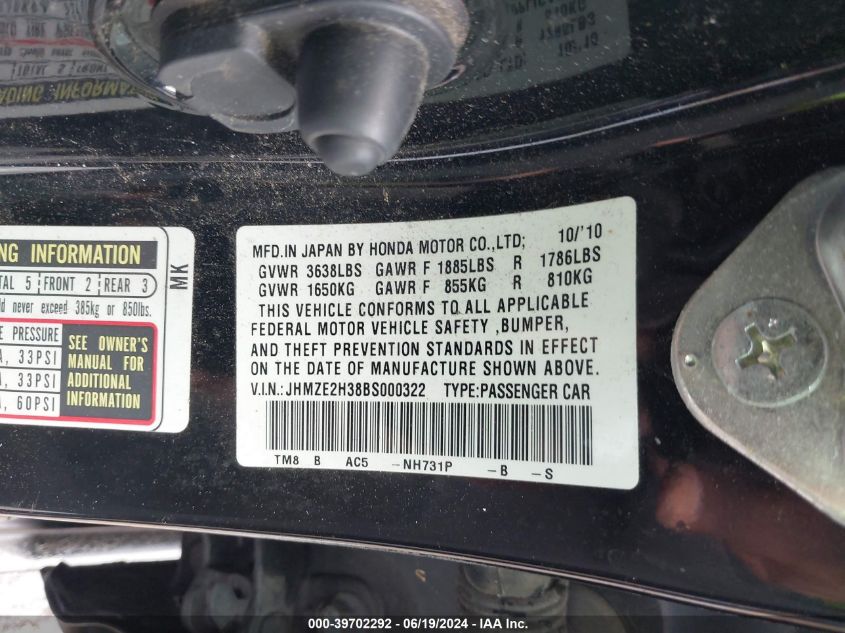 NG INFORMATION
TAL 5 FRONT 2 REAR 3
ld never exceed 385kg or 850lbs.
E PRESSURE
A, 33PSI
A, 33PSI
A, 60PSI
SEE OWNER'S
MANUAL FOR
ADDITIONAL
INFORMATION
MK
MFD.IN JAPAN BY HONDA MOTOR CO.,LTD; 10/'10
GVWR 3638LBS GAWR F 1885LBS R 1786LBS
GVWR 1650KG GAWR F 855KG R 810KG
THIS VEHICLE CONFORMS TO ALL APPLICABLE
FEDERAL MOTOR VEHICLE SAFETY ,BUMPER,
AND THEFT PREVENTION STANDARDS IN EFFECT
ON THE DATE OF MANUFACTURE SHOWN ABOVE.
V.I.N.: JHMZE2H38BS000322 TYPE:PASSENGER CAR
TM8 B AC5 -NH731P -B -S
000-39702292 - 06/19/2024 - IAA Inc.